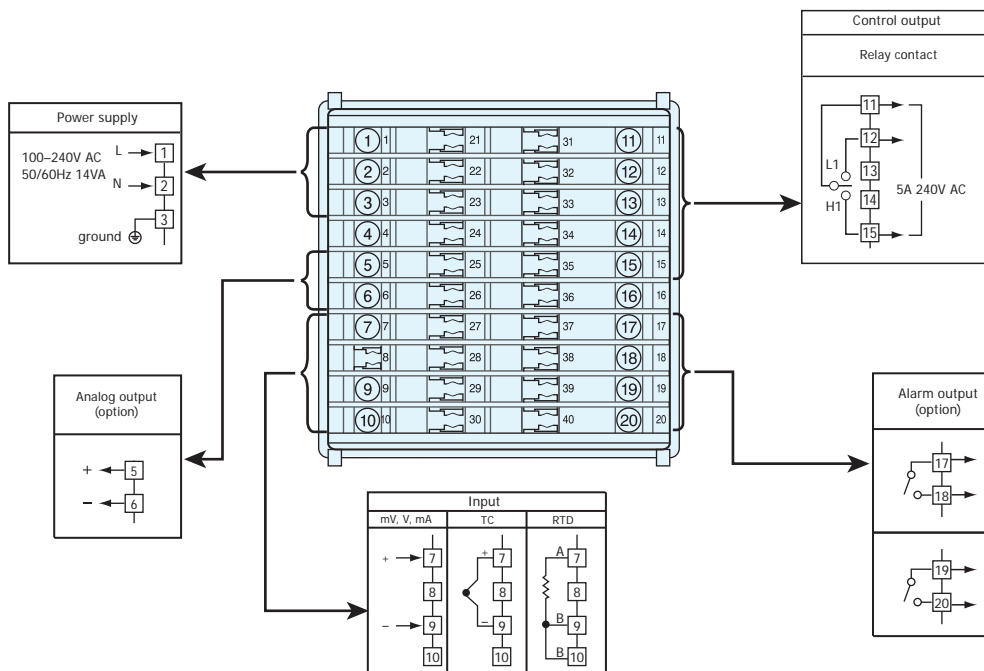 Control output
Relay contact
11
12
L1
13
14
H1
15
5A 240V AC
Power supply
100–240V AC
50/60Hz 14VA
L
1
N
2
3
ground
1 1 21 31 11 11
2 2 22 32 12 12
3 3 23 33 13 13
4 4 24 34 14 14
5 5 25 35 15 15
6 6 26 36 16 16
7 7 27 37 17 17
8 28 38 18 18
9 9 29 39 19 19
10 10 30 40 20 20
Analog output
(option)
+ 5
− 6
Input
mV, V, mA TC RTD
+ 7
8
− 9
10
+ 7
8
− 9
10
A 7
8
B 9
B 10
Alarm output
(option)
17
18
19
20